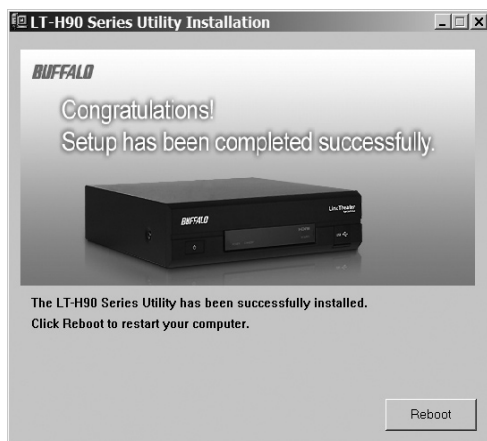 LT-H90 Series Utility Installation
BUFFALO
Congratulations!
Setup has been completed successfully.
BUFFALO
LinkTheater
The LT-H90 Series Utility has been successfully installed.
Click Reboot to restart your computer.
Reboot